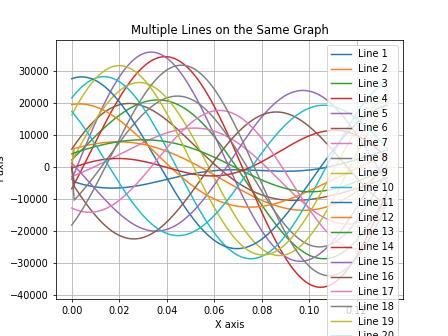 Multiple Lines on the Same Graph
30000
20000
10000
0
-10000
-20000
-30000
-40000
0.00
0.02
0.04
0.06
0.08
0.10
X axis
Line 1
Line 2
Line 3
Line 4
Line 5
Line 6
Line 7
Line 8
Line 9
Line 10
Line 11
Line 12
Line 13
Line 14
Line 15
Line 16
Line 17
Line 18
Line 19
Line 20